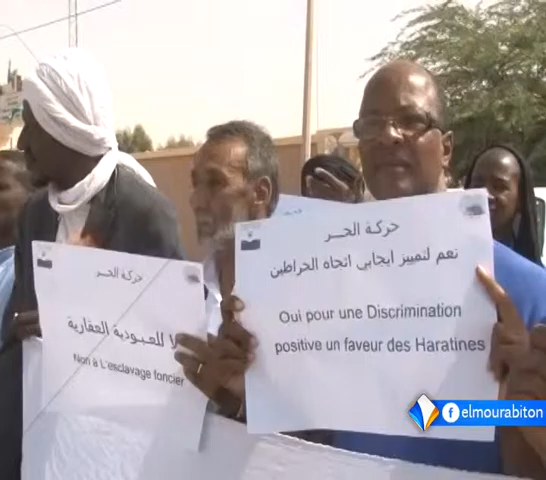 حركة الحر
لا للعبودية العقارية
Non à L'esclavage foncier
حركة الحر
نعم لتمييز ايجابي اتجاه الحراطين
Oui pour une Discrimination
positive un faveur des Haratines
elmourabiton